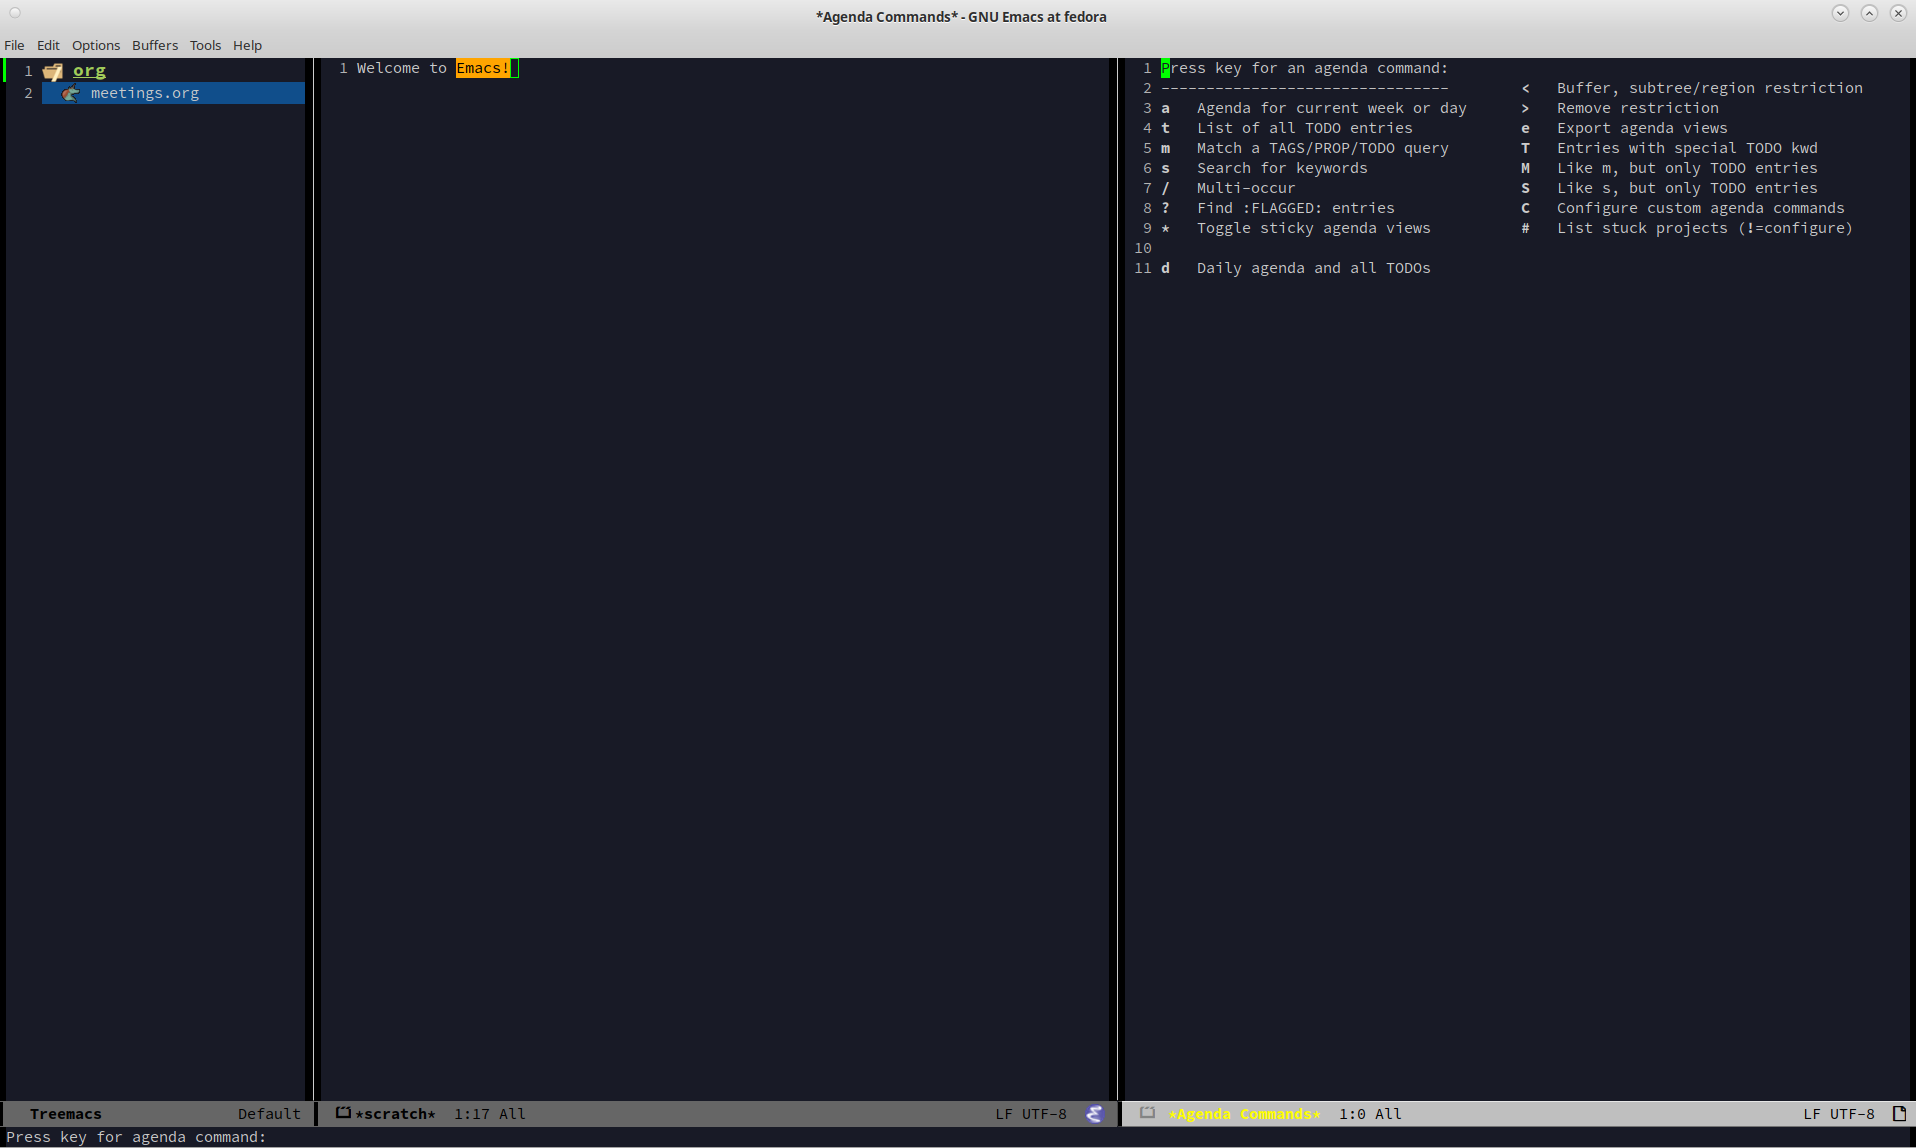 *Agenda Commands* - GNU Emacs at fedora
File Edit Options Buffers Tools Help
1 org
2 meetings.org
1 Welcome to Emacs!
1 Press key for an agenda command:
2 -------------------------------- < Buffer, subtree/region restriction
3 a Agenda for current week or day > Remove restriction
4 t List of all TODO entries e Export agenda views
5 m Match a TAGS/PROP/TODO query T Entries with special TODO kwd
6 s Search for keywords M Like m, but only TODO entries
7 / Multi-occur S Like s, but only TODO entries
8 ? Find :FLAGGED: entries C Configure custom agenda commands
9 * Toggle sticky agenda views # List stuck projects (!=configure)
10
11 d Daily agenda and all TODOs
Treemacs Default
*scratch* 1:17 All LF UTF-8
*Agenda Commands* 1:0 All LF UTF-8
Press key for agenda command: